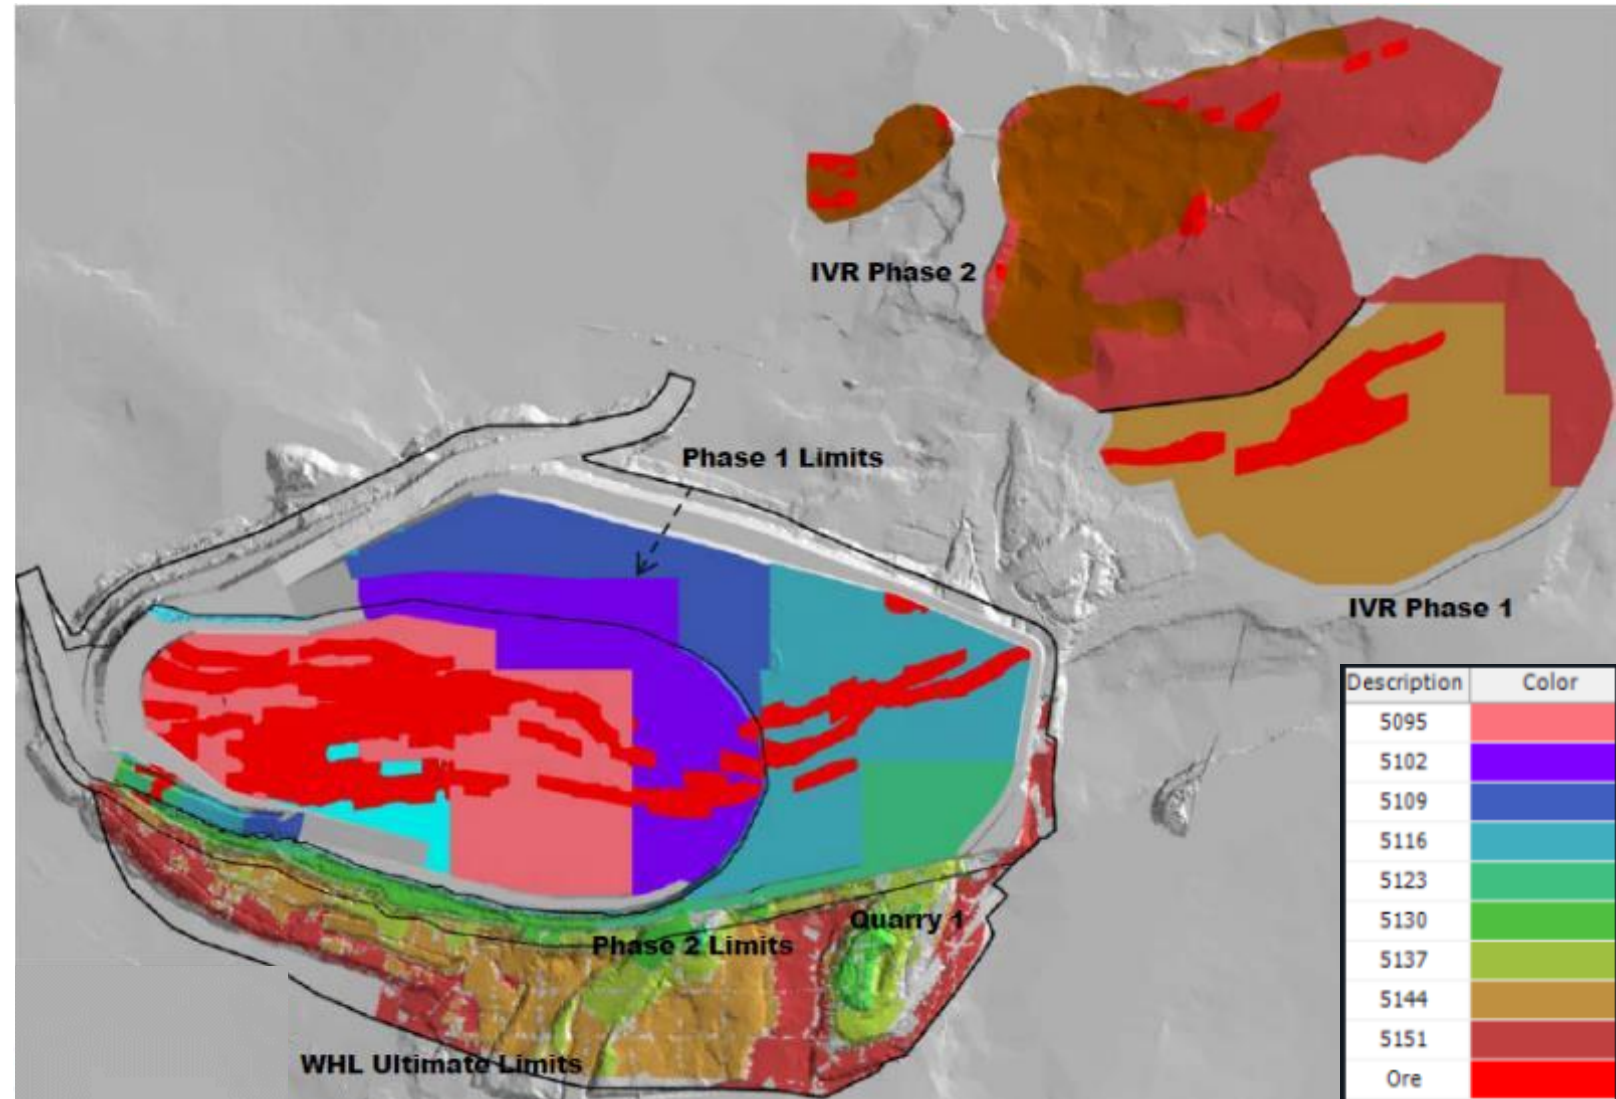 IVR Phase 2
Phase 1 Limits
IVR Phase 1
Quarry 1
Phase 2 Limits
WHL Ultimate Limits
Description Color
5095
5102
5109
5116
5123
5130
5137
5144
5151
Ore